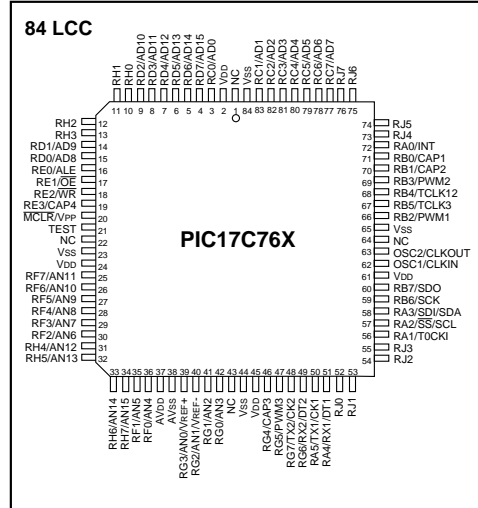 84 LCC
RH1
RH0
RD2/AD10
RD3/AD11
RD4/AD12
RD5/AD13
RD6/AD14
RD7/AD15
RC0/AD0
VDD
NC
VSS
RC1/AD1
RC2/AD2
RC3/AD3
RC4/AD4
RC5/AD5
RC6/AD6
RC7/AD7
RJ7
RJ6
11 10 9 8 7 6 5 4 3 2 1 84 83 82 81 80 79 78 77 76 75
RH2 12
RH3 13
RD1/AD9 14
RD0/AD8 15
RE0/ALE 16
RE1/OE 17
RE2/WR 18
RE3/CAP4 19
MCLR/VPP 20
TEST 21
NC 22
VSS 23
VDD 24
RF7/AN11 25
RF6/AN10 26
RF5/AN9 27
RF4/AN8 28
RF3/AN7 29
RF2/AN6 30
RH4/AN12 31
RH5/AN13 32
PIC17C76X
74 RJ5
73 RJ4
72 RA0/INT
71 RB0/CAP1
70 RB1/CAP2
69 RB3/PWM2
68 RB4/TCLK12
67 RB5/TCLK3
66 RB2/PWM1
65 VSS
64 NC
63 OSC2/CLKOUT
62 OSC1/CLKIN
61 VDD
60 RB7/SDO
59 RB6/SCK
58 RA3/SDI/SDA
57 RA2/SS/SCL
56 RA1/T0CKI
55 RJ3
54 RJ2
33 34 35 36 37 38 39 40 41 42 43 44 45 46 47 48 49 50 51 52 53
RH6/AN14
RH7/AN15
RF1/AN5
RF0/AN4
AVDD
AVSS
RG3/AN0/VREF+
RG2/AN1/VREF-
RG1/AN2
RG0/AN3
NC
VSS
VDD
RG4/CAP3
RG5/PWM3
RG7/TX2/CK2
RG6/RX2/DT2
RA5/TX1/CK1
RA4/RX1/DT1
RJ0
RJ1